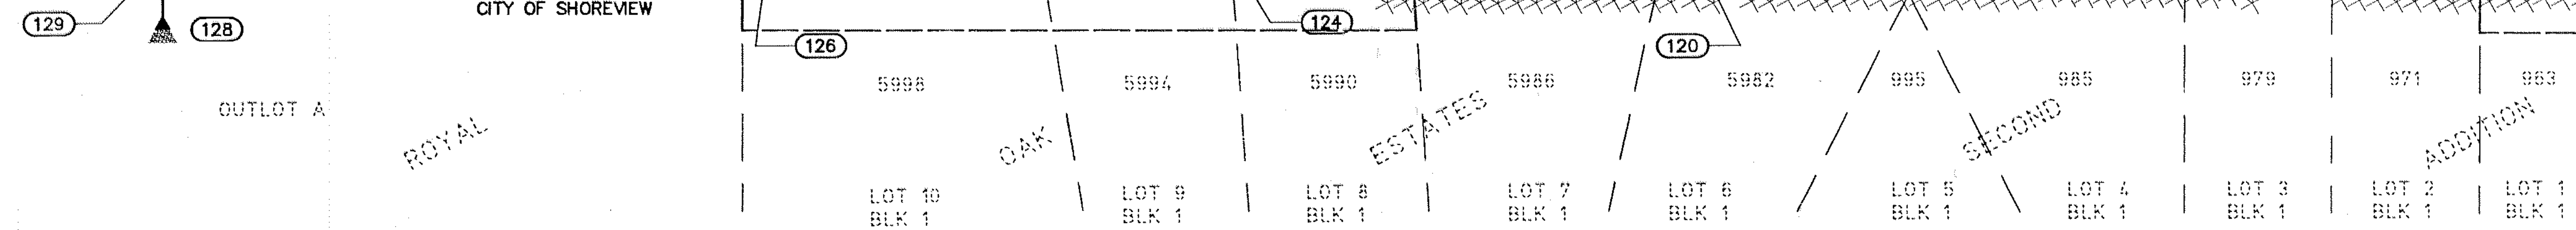 CITY OF SHOREVIEW
129
128
126
124
120
5998
5994
5990
5986
5982
995
985
979
971
963
OUTLOT A
ROYAL OAK ESTATES SECOND ADDITION
LOT 10
BLK 1
LOT 9
BLK 1
LOT 8
BLK 1
LOT 7
BLK 1
LOT 6
BLK 1
LOT 5
BLK 1
LOT 4
BLK 1
LOT 3
BLK 1
LOT 2
BLK 1
LOT 1
BLK 1